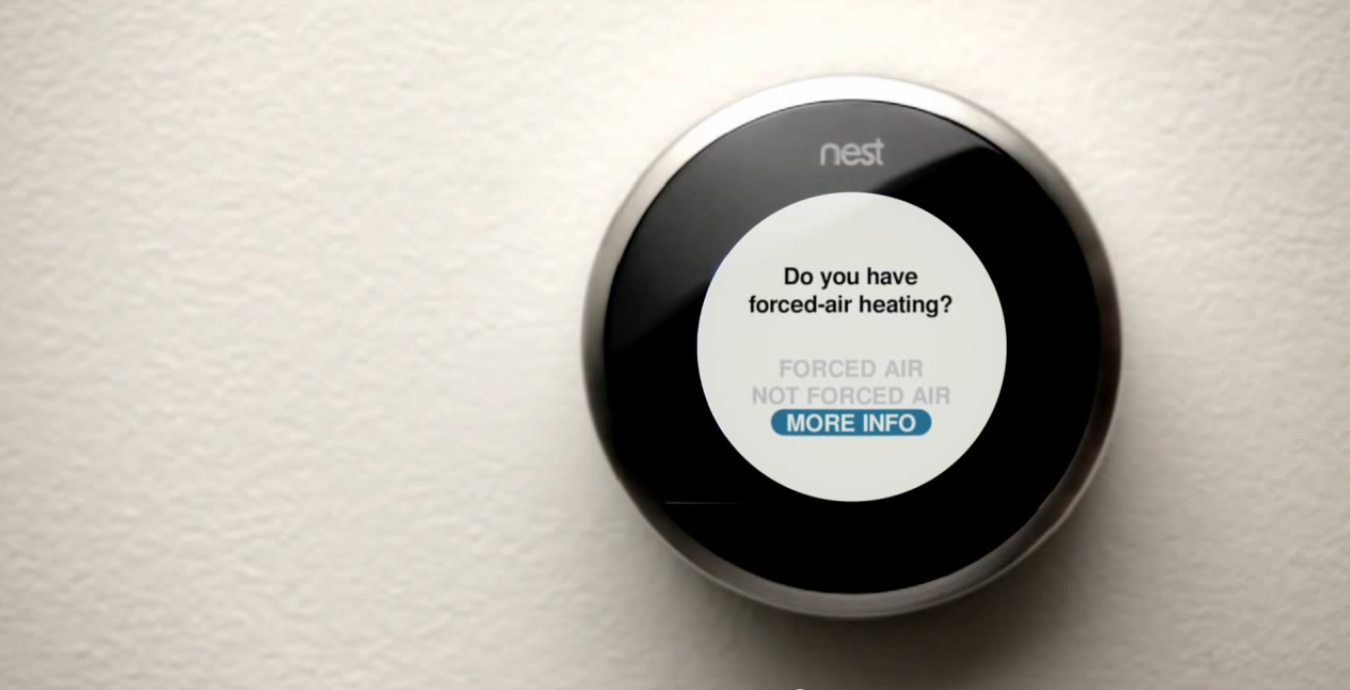 nest
Do you have
forced-air heating?
FORCED AIR
NOT FORCED AIR
MORE INFO